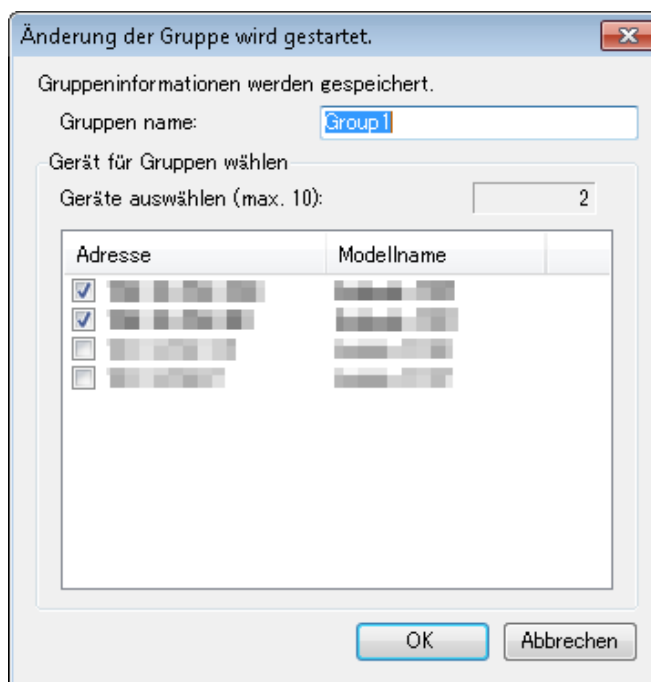 Änderung der Gruppe wird gestartet.
Gruppeninformationen werden gespeichert.
Gruppen name: Group1
Gerät für Gruppen wählen
Geräte auswählen (max. 10): 2
Adresse Modellname
OK Abbrechen